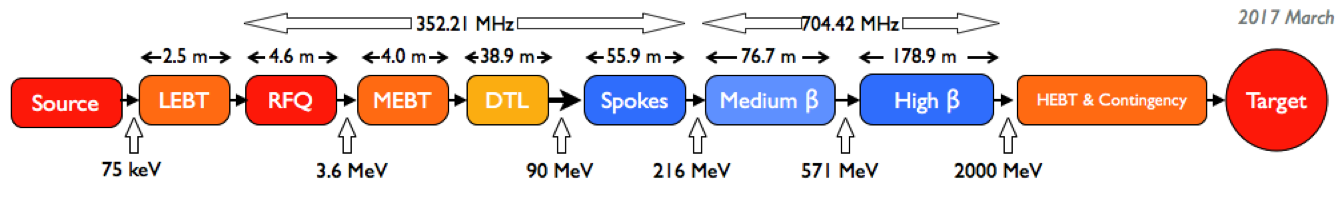 2017 March
352.21 MHz
704.42 MHz
2.5 m
4.6 m
4.0 m
38.9 m
55.9 m
76.7 m
178.9 m
Source
LEBT
RFQ
MEBT
DTL
Spokes
Medium β
High β
HEBT & Contingency
Target
75 keV
3.6 MeV
90 MeV
216 MeV
571 MeV
2000 MeV